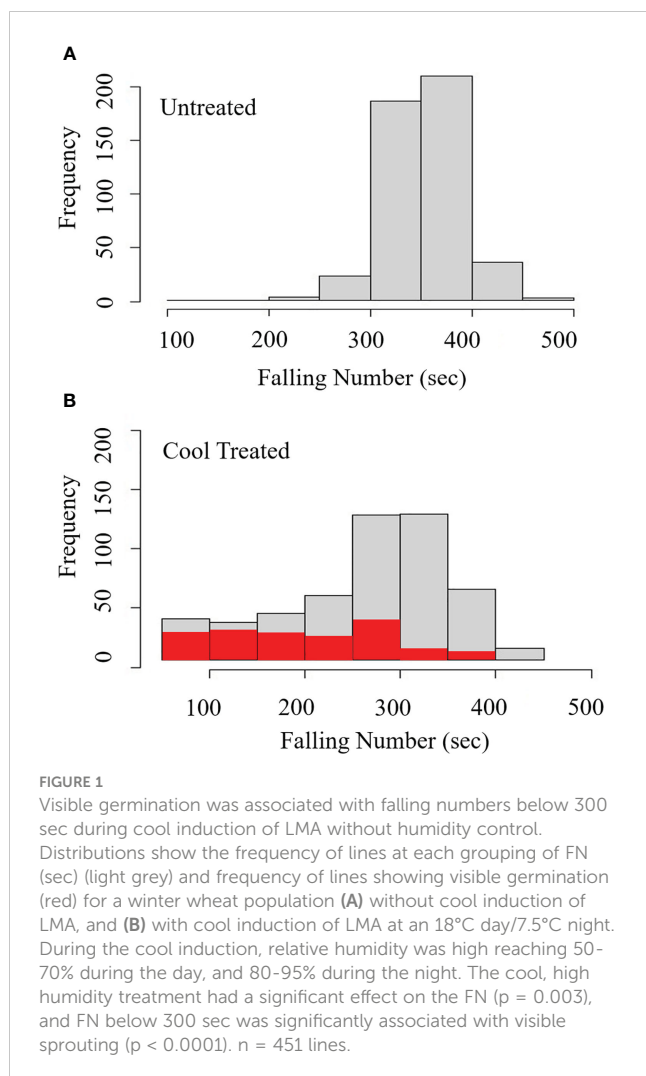 A
Untreated
Frequency
0 50 100 150 200
100 200 300 400 500
Falling Number (sec)
B
Cool Treated
Frequency
0 50 100 150 200
100 200 300 400 500
Falling Number (sec)
FIGURE 1
Visible germination was associated with falling numbers below 300
sec during cool induction of LMA without humidity control.
Distributions show the frequency of lines at each grouping of FN
(sec) (light grey) and frequency of lines showing visible germination
(red) for a winter wheat population (A) without cool induction of
LMA, and (B) with cool induction of LMA at an 18°C day/7.5°C night.
During the cool induction, relative humidity was high reaching 50-
70% during the day, and 80-95% during the night. The cool, high
humidity treatment had a significant effect on the FN (p = 0.003),
and FN below 300 sec was significantly associated with visible
sprouting (p < 0.0001). n = 451 lines.